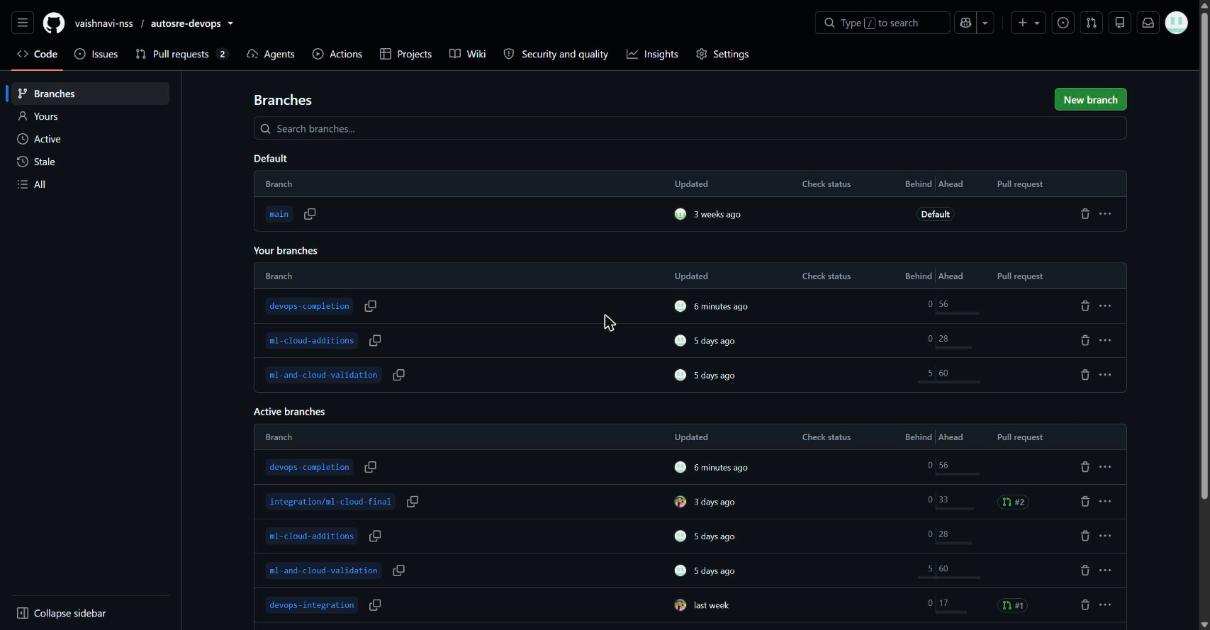 vaishnavi-nss / autosre-devops
Type / to search
Code
Issues
Pull requests 2
Agents
Actions
Projects
Wiki
Security and quality
Insights
Settings
Branches
Yours
Active
Stale
All
Collapse sidebar
Branches
New branch
Search branches...
Default
Branch Updated Check status Behind Ahead Pull request
main 3 weeks ago Default
Your branches
Branch Updated Check status Behind Ahead Pull request
devops-completion 6 minutes ago 0 56
ml-cloud-additions 5 days ago 0 28
ml-and-cloud-validation 5 days ago 5 60
Active branches
Branch Updated Check status Behind Ahead Pull request
devops-completion 6 minutes ago 0 56
integration/ml-cloud-final 3 days ago 0 33 #2
ml-cloud-additions 5 days ago 0 28
ml-and-cloud-validation 5 days ago 5 60
devops-integration last week 0 17 #1